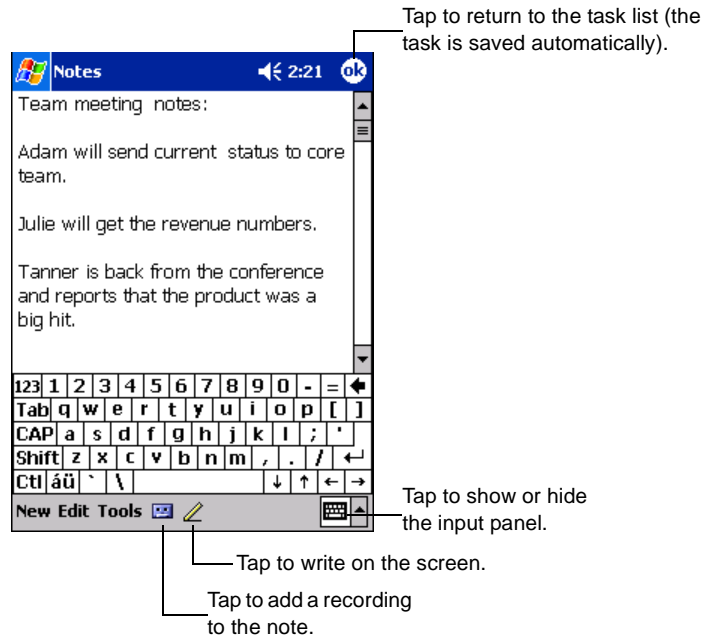 Tap to return to the task list (the
task is saved automatically).
Notes 2:21 ok
Team meeting notes:
Adam will send current status to core
team.
Julie will get the revenue numbers.
Tanner is back from the conference
and reports that the product was a
big hit.
123 1 2 3 4 5 6 7 8 9 0 - = 🡄
Tab q w e r t y u i o p [ ]
CAP a s d f g h j k l ; '
Shift z x c v b n m , . / ↵
Ctl áü ` \ ↓ ↑ ← →
New Edit Tools
Tap to show or hide
the input panel.
Tap to write on the screen.
Tap to add a recording
to the note.